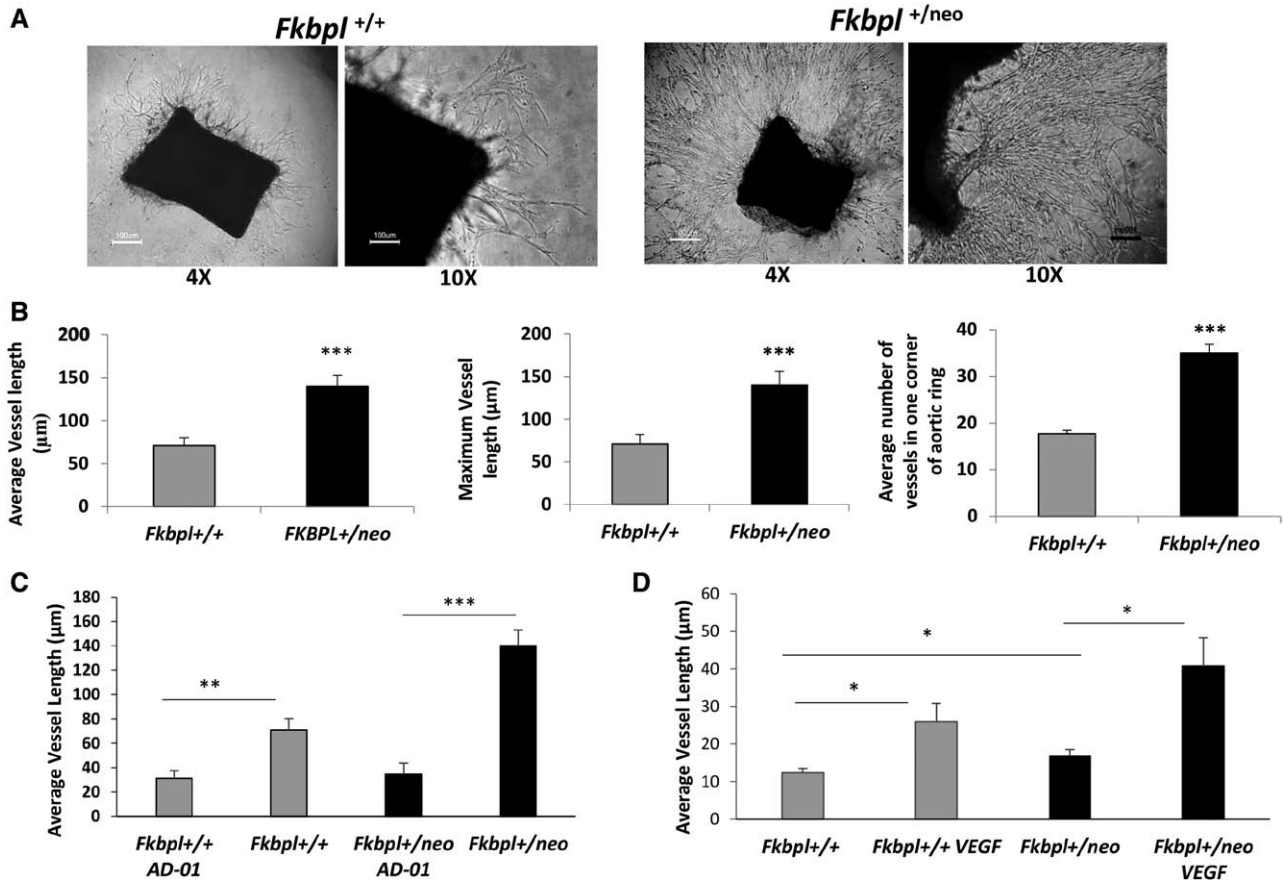 A
Fkbpl +/+
Fkbpl +/neo
100um
100um
100um
4X
10X
4X
10X
B
Average Vessel length
(µm)
200
150
100
50
0
***
Fkbpl+/+
FKBPL+/neo
Maximum Vessel
length (µm)
200
150
100
50
0
***
Fkbpl+/+
Fkbpl+/neo
Average number of
vessels in one corner
of aortic ring
40
30
20
10
0
***
Fkbpl+/+
Fkbpl+/neo
C
Average Vessel Length (µm)
180
160
140
120
100
80
60
40
20
0
**
***
Fkbpl+/+
AD-01
Fkbpl+/+
Fkbpl+/neo
AD-01
Fkbpl+/neo
D
Average Vessel Length (µm)
60
50
40
30
20
10
0
*
*
*
Fkbpl+/+
Fkbpl+/+ VEGF
Fkbpl+/neo
Fkbpl+/neo
VEGF